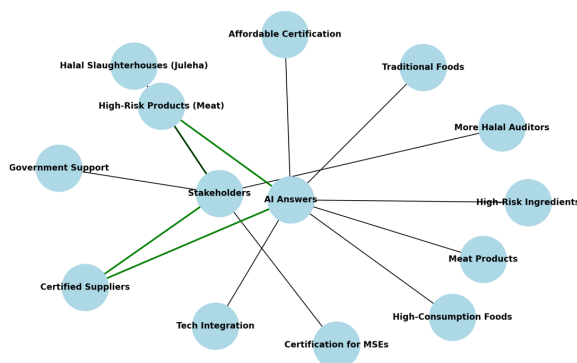 Affordable Certification
Halal Slaughterhouses (Juleha)
Traditional Foods
High-Risk Products (Meat)
More Halal Auditors
Government Support
Stakeholders
AI Answers
High-Risk Ingredients
Meat Products
Certified Suppliers
High-Consumption Foods
Tech Integration
Certification for MSEs